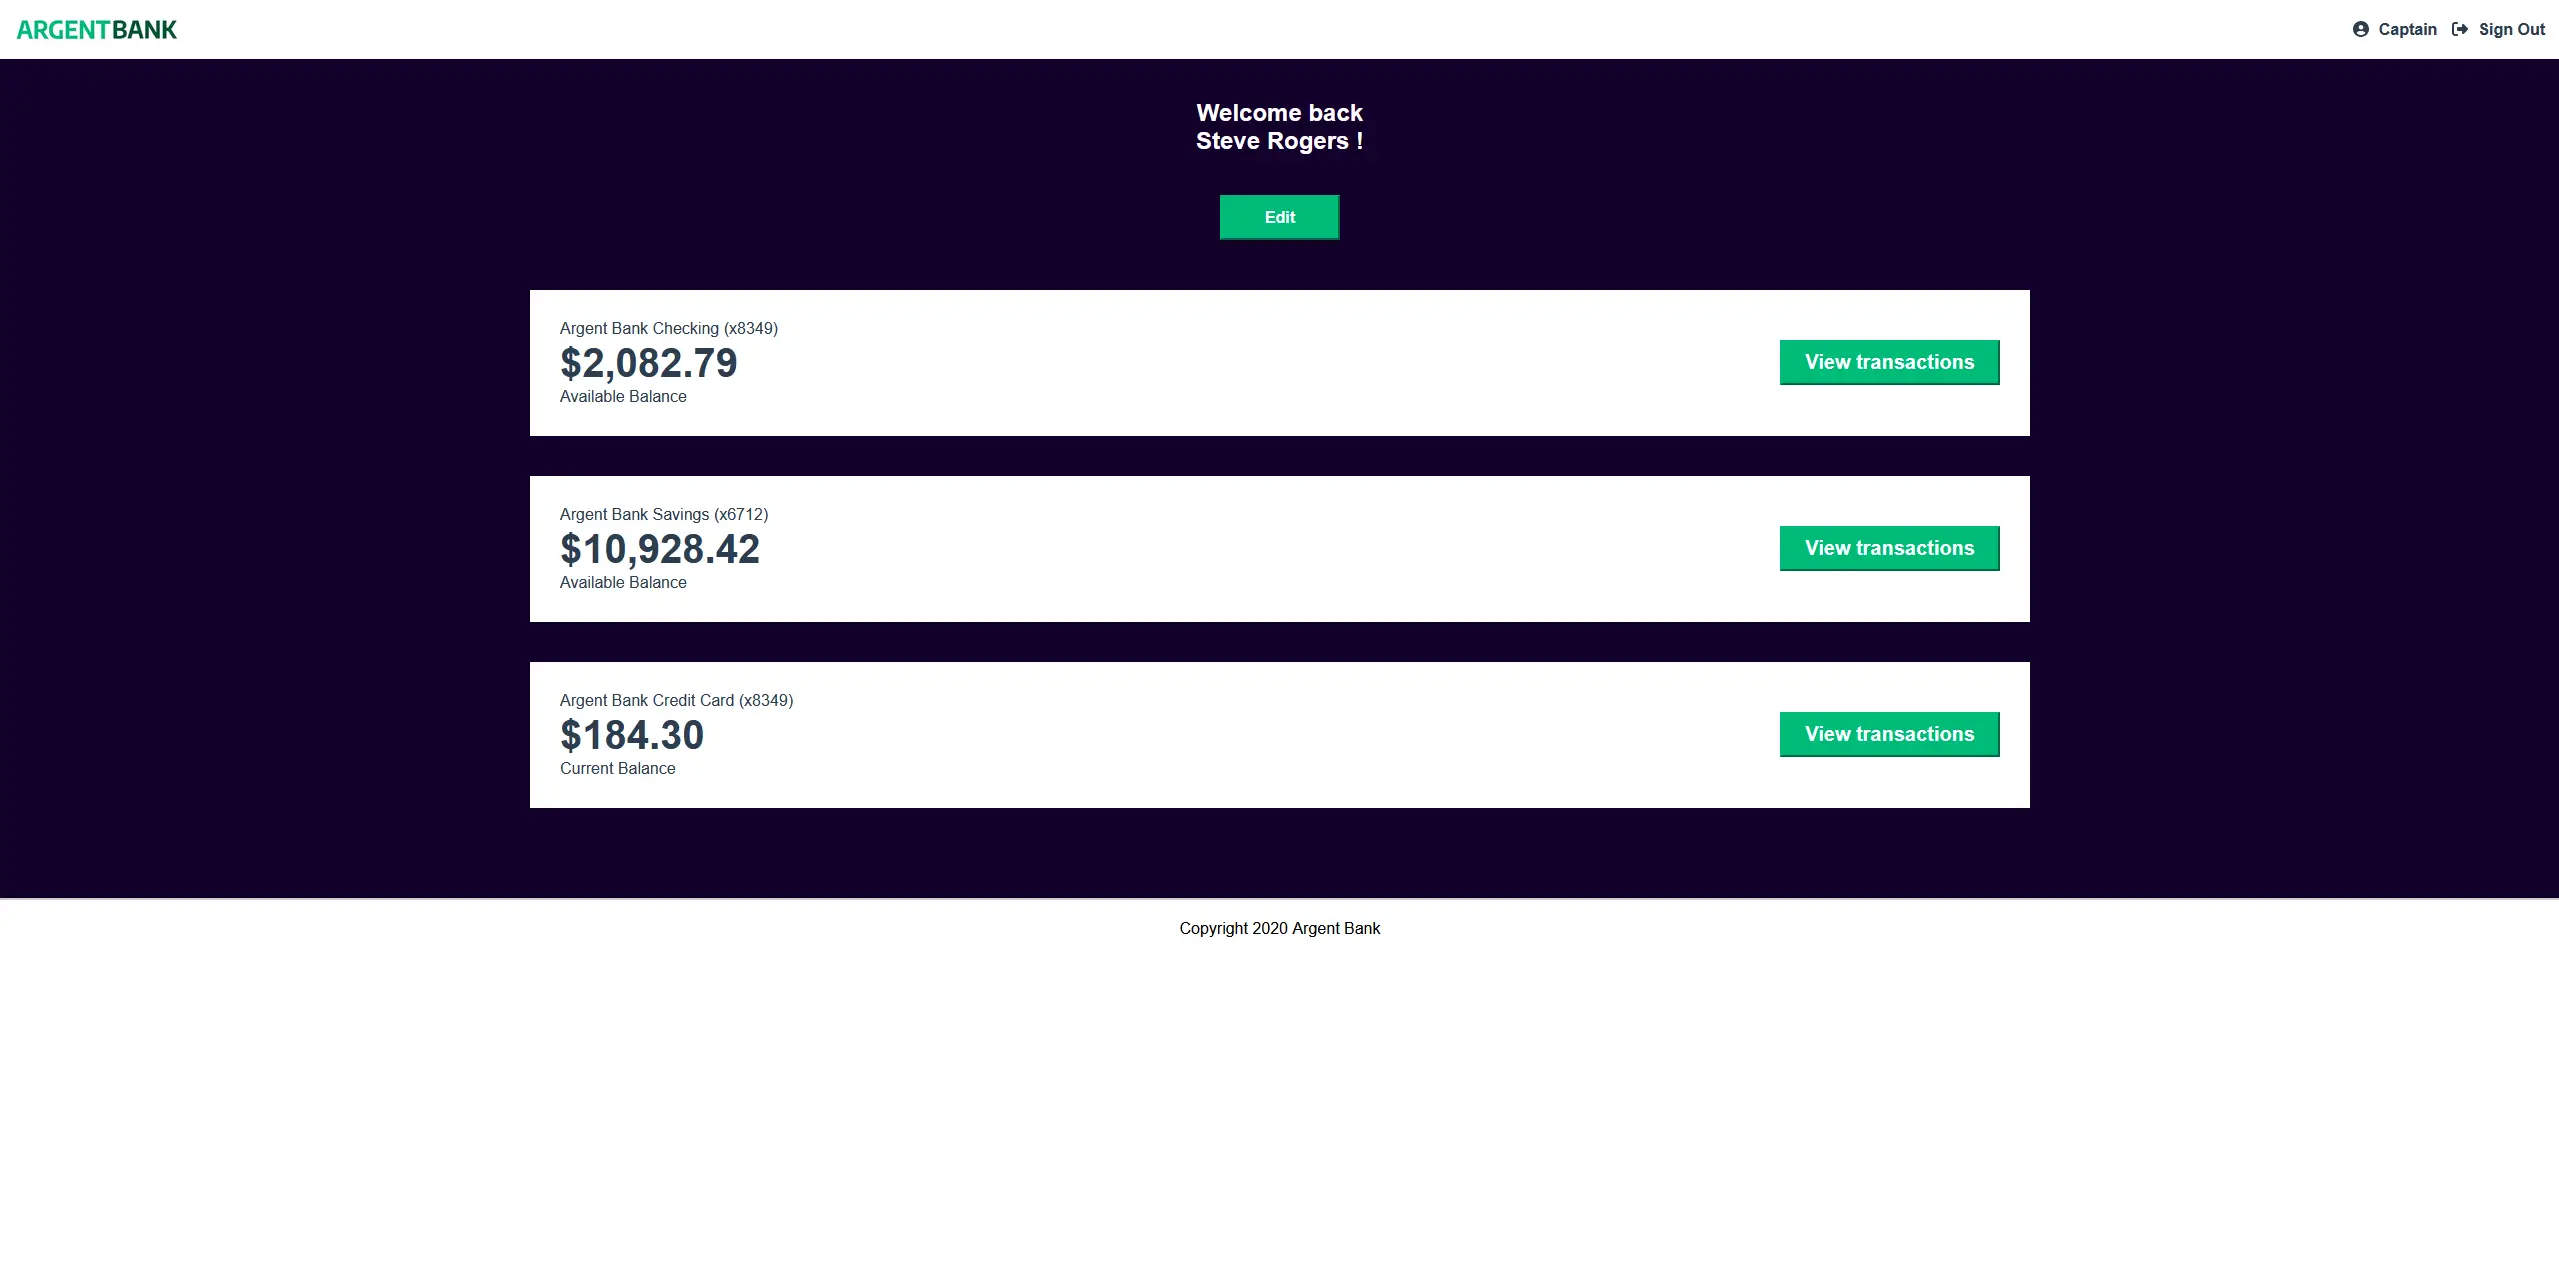 ARGENTBANK
Captain Sign Out
Welcome back
Steve Rogers !
Edit
Argent Bank Checking (x8349)
$2,082.79
Available Balance
View transactions
Argent Bank Savings (x6712)
$10,928.42
Available Balance
View transactions
Argent Bank Credit Card (x8349)
$184.30
Current Balance
View transactions
Copyright 2020 Argent Bank